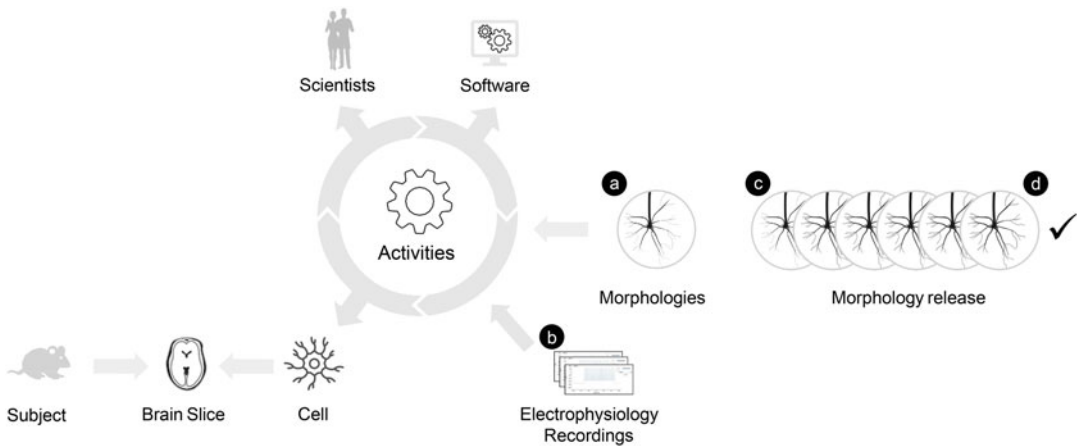 Scientists
Software
a
c
d
Activities
Morphologies
Morphology release
b
Subject
Brain Slice
Cell
Electrophysiology
Recordings